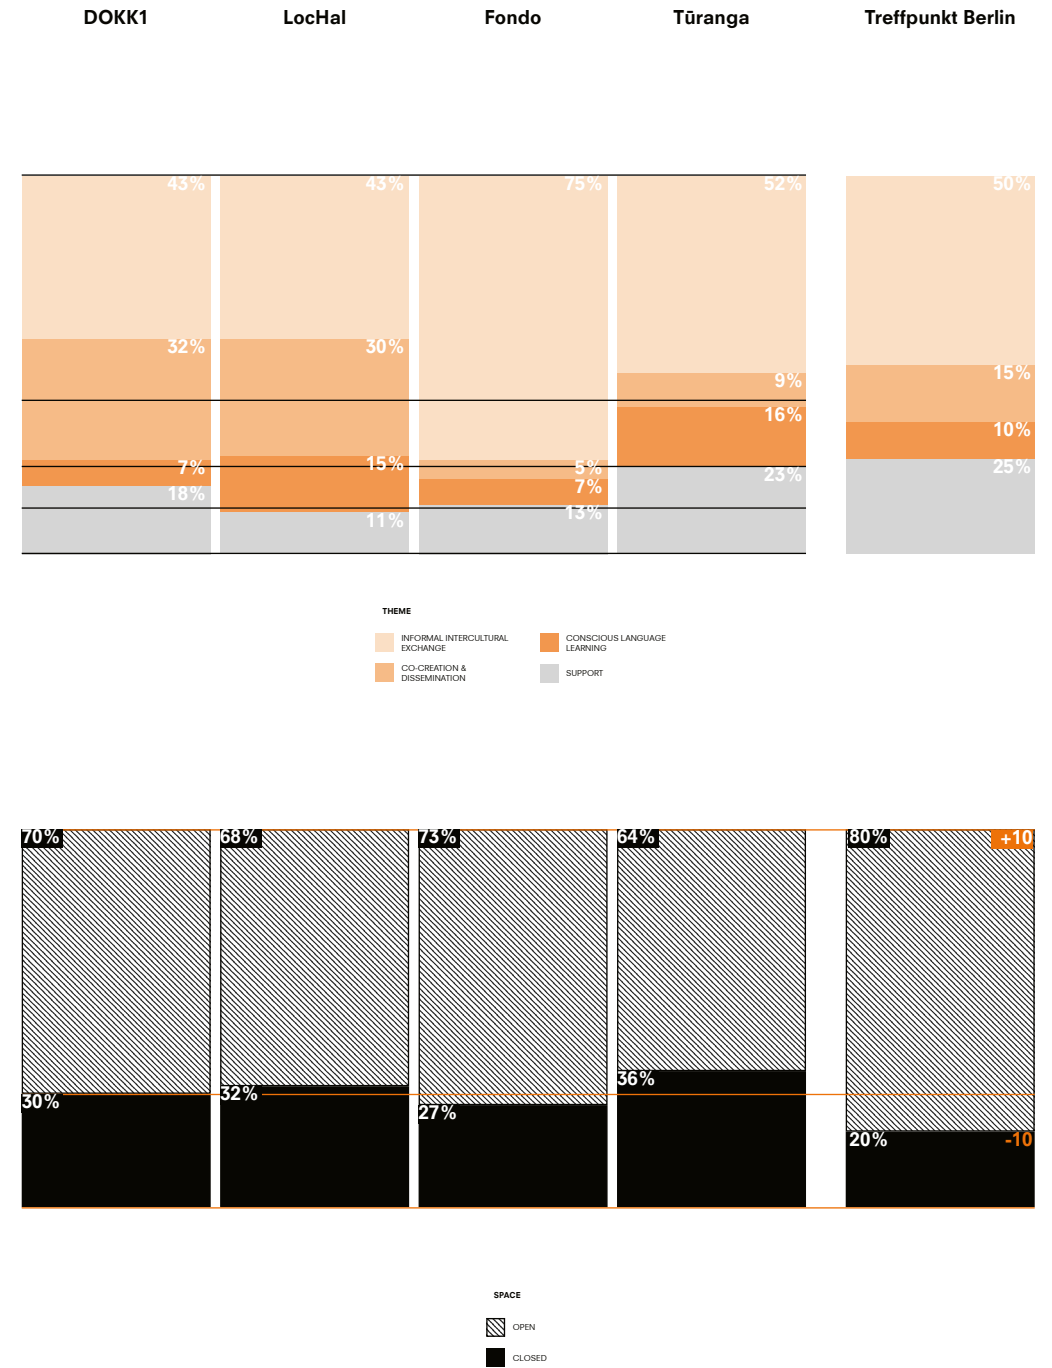 DOKK1 LocHal Fondo Tūranga Treffpunkt Berlin
43% 43% 75% 52% 50%
32% 30% 5% 9% 15%
7% 15% 7% 16% 10%
18% 11% 13% 23% 25%
THEME
INFORMAL INTERCULTURAL
EXCHANGE
CO-CREATION &
DISSEMINATION
CONSCIOUS LANGUAGE
LEARNING
SUPPORT
70% 68% 73% 64% 80% +10
30% 32% 27% 36% 20% -10
SPACE
OPEN
CLOSED